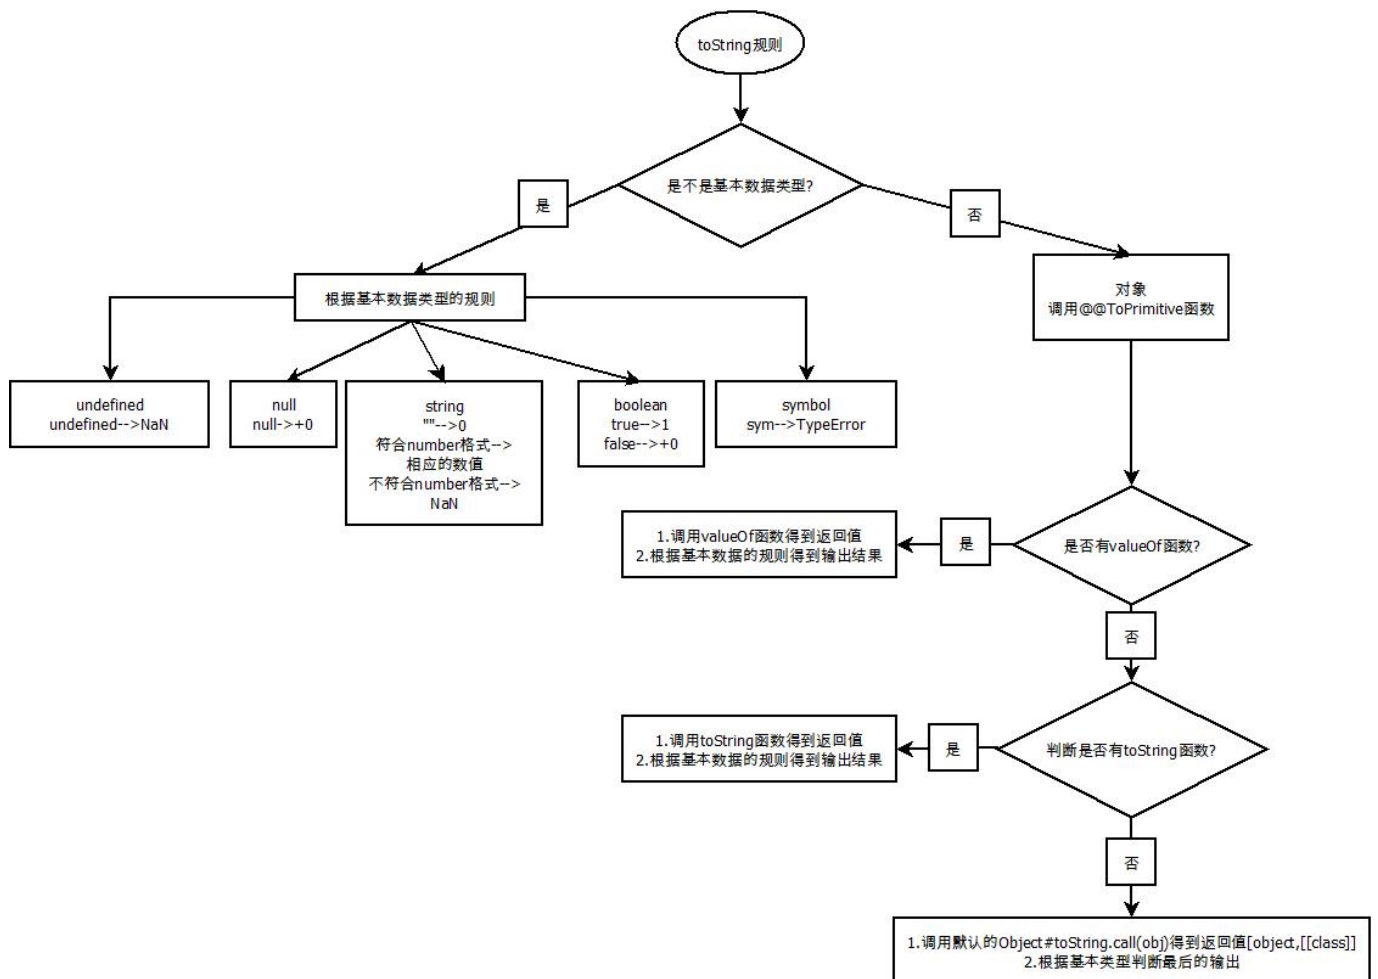 toString规则
是不是基本数据类型?
是
否
根据基本数据类型的规则
对象
调用@@ToPrimitive函数
undefined
undefined-->NaN
null
null->+0
string
""-->0
符合number格式-->
相应的数值
不符合number格式-->
NaN
boolean
true-->1
false-->+0
symbol
sym-->TypeError
1.调用valueOf函数得到返回值
2.根据基本数据的规则得到输出结果
是
是否有valueOf函数?
否
1.调用toString函数得到返回值
2.根据基本数据的规则得到输出结果
是
判断是否有toString函数?
否
1.调用默认的Object#toString.call(obj)得到返回值[object,[[class]]
2.根据基本类型判断最后的输出